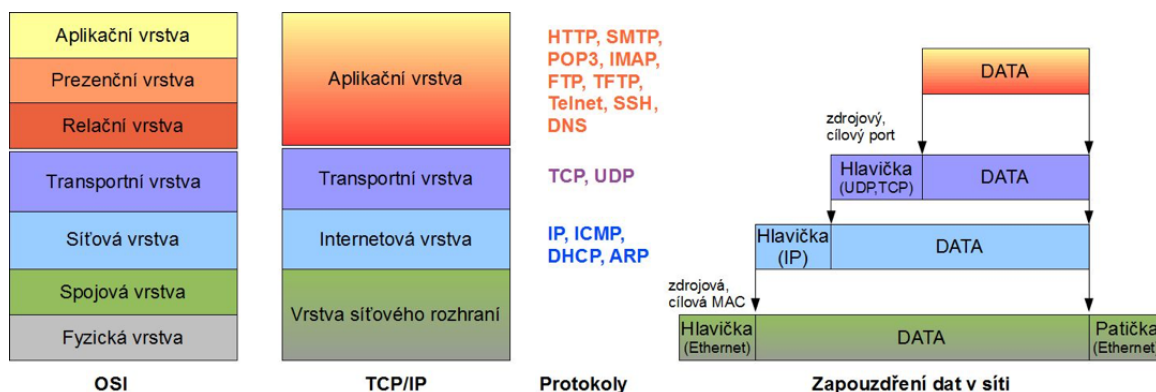 Aplikační vrstva
Prezenční vrstva
Relační vrstva
Transportní vrstva
Síťová vrstva
Spojová vrstva
Fyzická vrstva
OSI
Aplikační vrstva
Transportní vrstva
Internetová vrstva
Vrstva síťového rozhraní
TCP/IP
HTTP, SMTP,
POP3, IMAP,
FTP, TFTP,
Telnet, SSH,
DNS
TCP, UDP
IP, ICMP,
DHCP, ARP
Protokoly
DATA
zdrojový,
cílový port
Hlavička
(UDP,TCP)
DATA
Hlavička
(IP)
DATA
zdrojová,
cílová MAC
Hlavička
(Ethernet)
DATA
Patička
(Ethernet)
Zapouzdření dat v síti